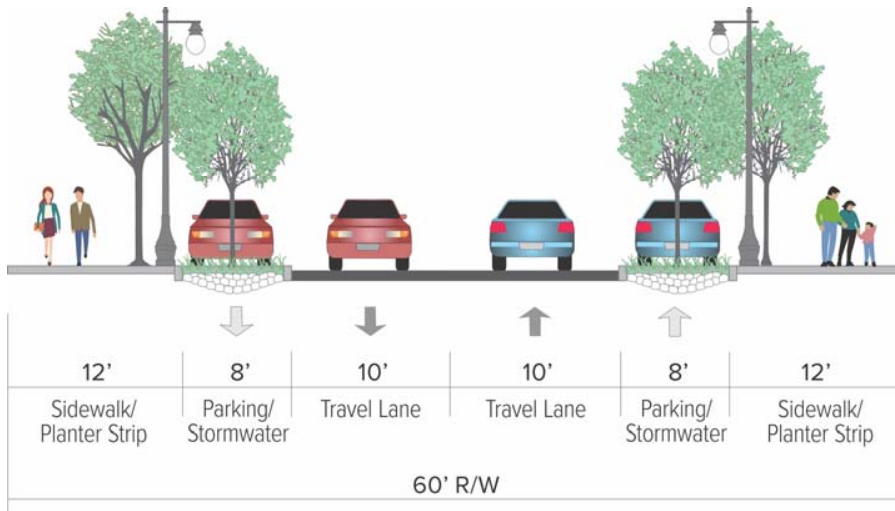 12’ 8’ 10’ 10’ 8’ 12’
Sidewalk/ Parking/ Travel Lane Travel Lane Parking/ Sidewalk/
Planter Strip Stormwater Stormwater Planter Strip
60’ R/W